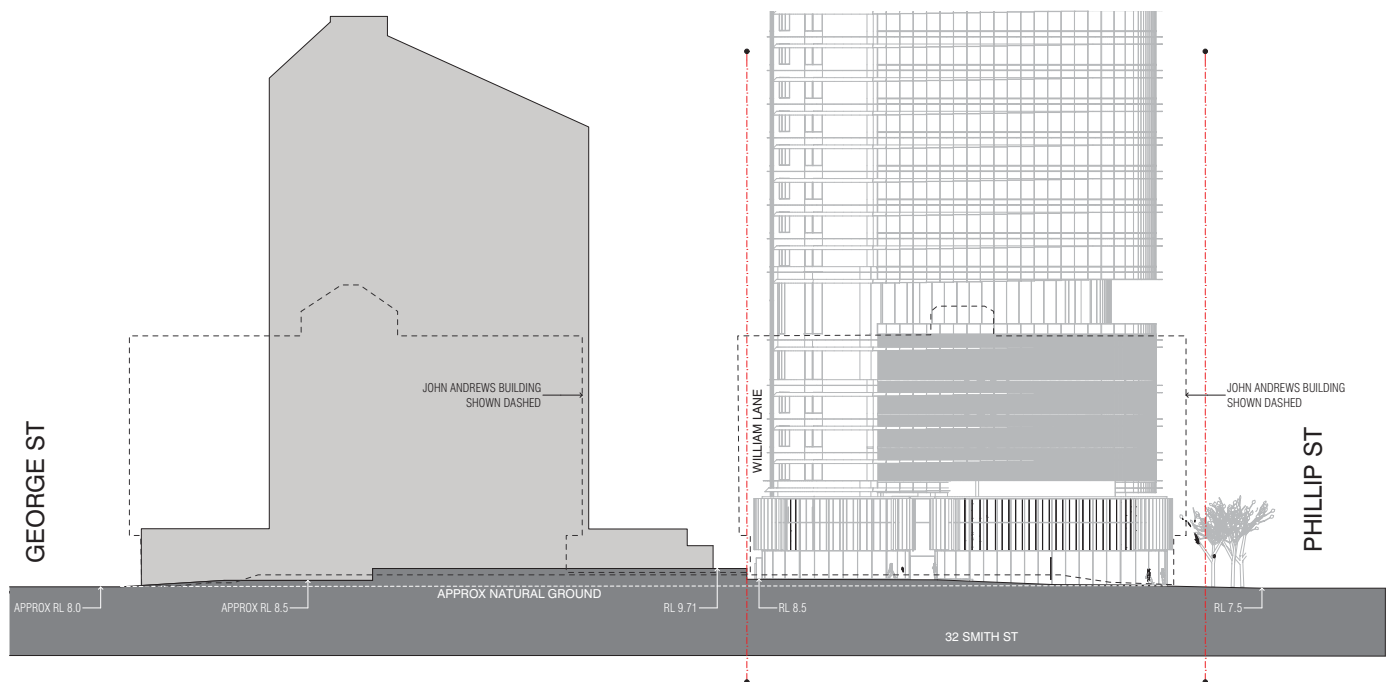 GEORGE ST
JOHN ANDREWS BUILDING
SHOWN DASHED
WILLIAM LANE
JOHN ANDREWS BUILDING
SHOWN DASHED
PHILLIP ST
APPROX RL 8.0
APPROX RL 8.5
APPROX NATURAL GROUND
RL 9.71
RL 8.5
RL 7.5
32 SMITH ST